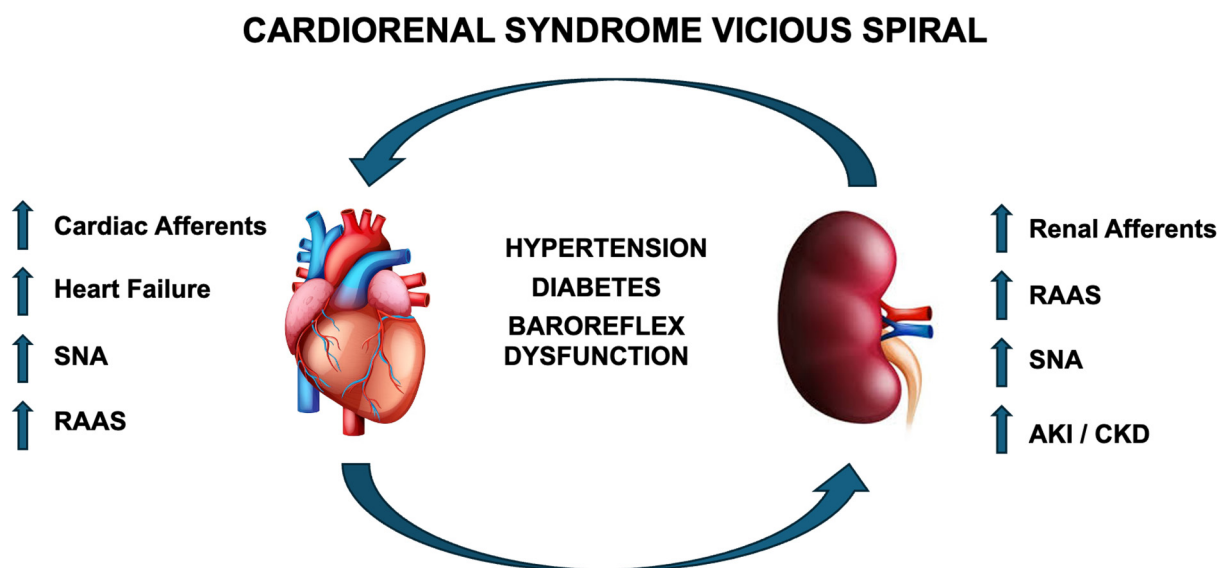 CARDIORENAL SYNDROME VICIOUS SPIRAL
Cardiac Afferents
Heart Failure
SNA
RAAS
HYPERTENSION
DIABETES
BAROREFLEX
DYSFUNCTION
Renal Afferents
RAAS
SNA
AKI / CKD